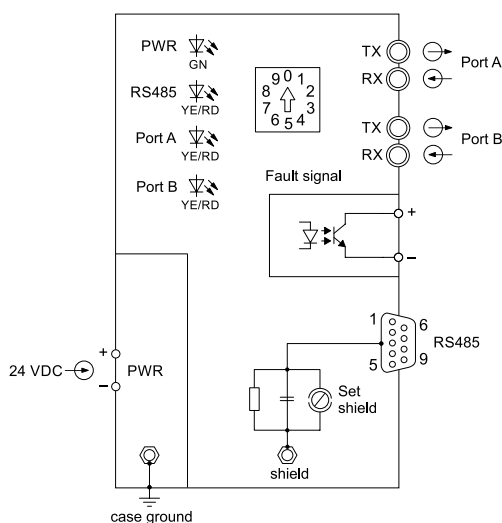 PWR
GN
RS485
YE/RD
Port A
YE/RD
Port B
YE/RD
9 0 1
8 2
7 3
6 5 4
TX
RX
Port A
TX
RX
Port B
Fault signal
+
–
1
6
5
9
RS485
24 VDC
+
–
PWR
Set
shield
shield
case ground